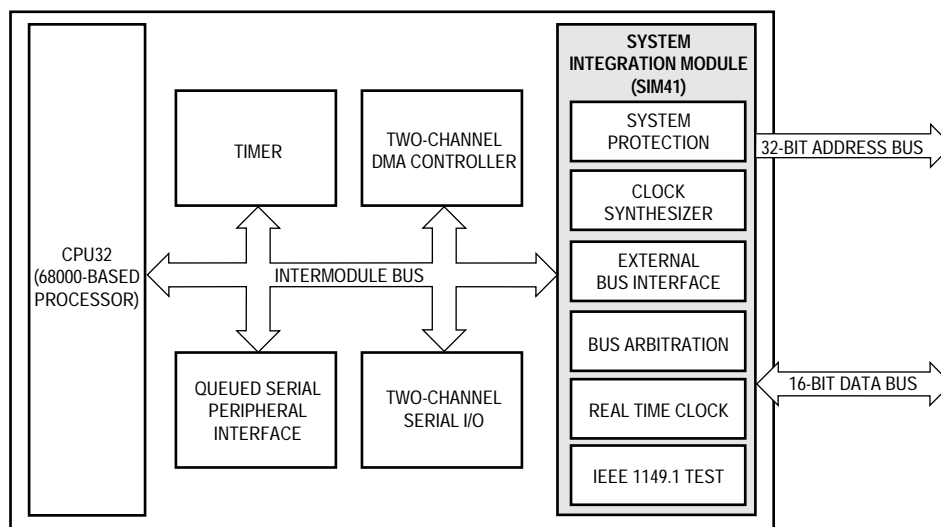 SYSTEM
INTEGRATION MODULE
(SIM41)
SYSTEM
PROTECTION
CLOCK
SYNTHESIZER
EXTERNAL
BUS INTERFACE
BUS ARBITRATION
REAL TIME CLOCK
IEEE 1149.1 TEST
TIMER
TWO-CHANNEL
DMA CONTROLLER
CPU32
(68000-BASED
PROCESSOR)
INTERMODULE BUS
QUEUED SERIAL
PERIPHERAL
INTERFACE
TWO-CHANNEL
SERIAL I/O
32-BIT ADDRESS BUS
16-BIT DATA BUS